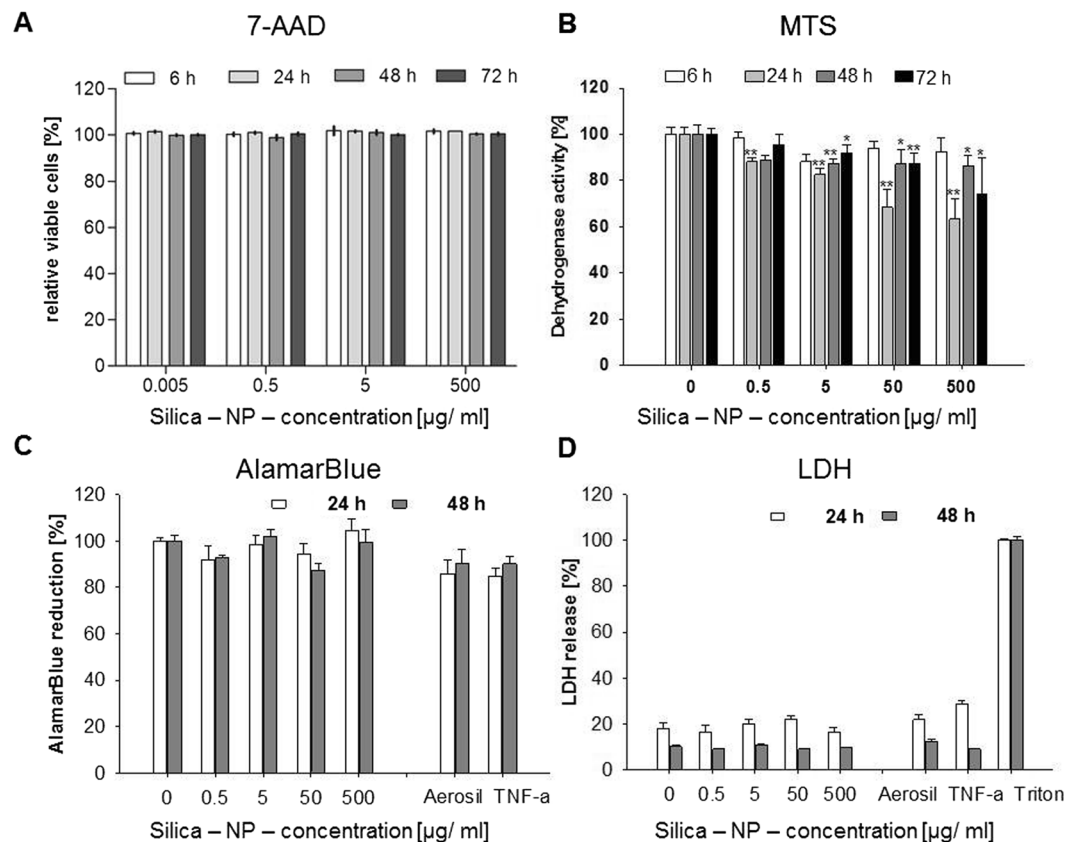 A
7-AAD
6 h 24 h 48 h 72 h
relative viable cells [%]
120
100
80
60
40
20
0
0.005 0.5 5 500
Silica – NP – concentration [µg/ ml]
B
MTS
6 h 24 h 48 h 72 h
Dehydrogenase activity [%]
120
100
80
60
40
20
0
** ** ** * ** * ** ** * *
0 0.5 5 50 500
Silica – NP – concentration [µg/ ml]
C
AlamarBlue
24 h 48 h
AlamarBlue reduction [%]
120
100
80
60
40
20
0
0 0.5 5 50 500 Aerosil TNF-a
Silica – NP – concentration [µg/ ml]
D
LDH
24 h 48 h
LDH release [%]
120
100
80
60
40
20
0
0 0.5 5 50 500 Aerosil TNF-a Triton
Silica – NP – concentration [µg/ ml]